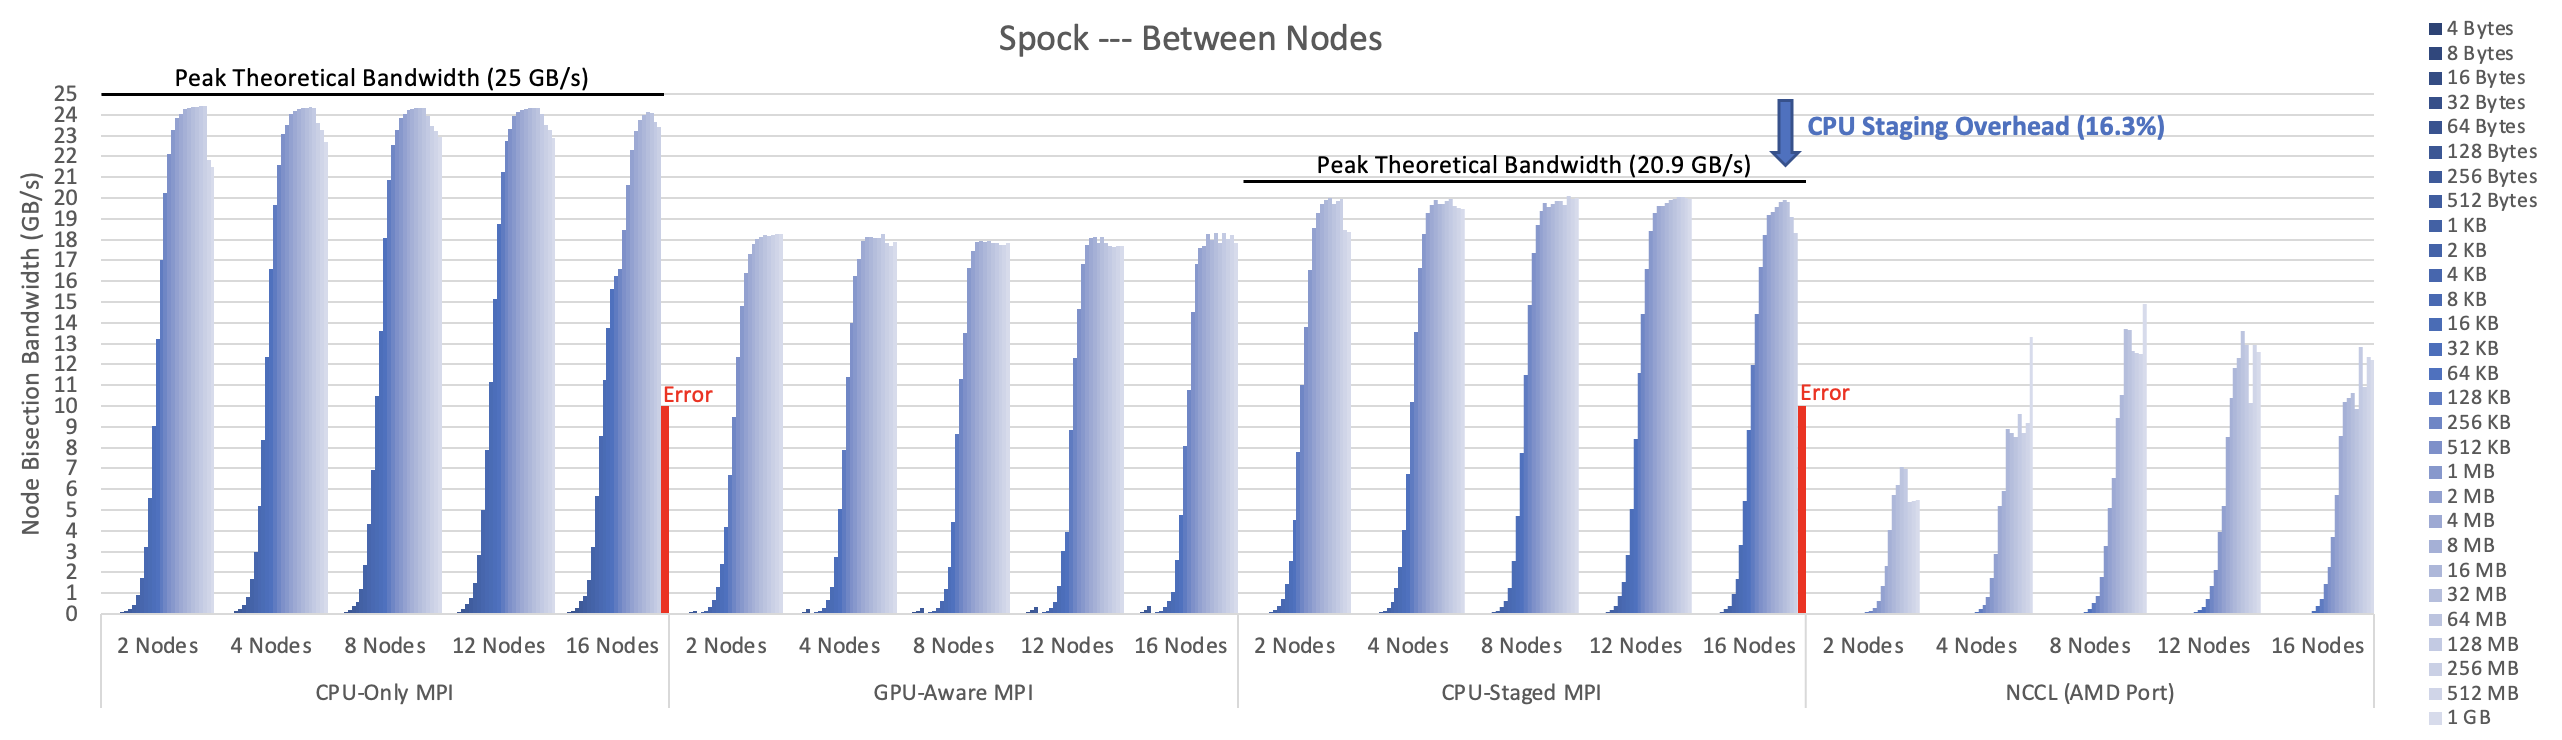 Spock --- Between Nodes
Peak Theoretical Bandwidth (25 GB/s)
CPU Staging Overhead (16.3%)
Peak Theoretical Bandwidth (20.9 GB/s)
Node Bisection Bandwidth (GB/s)
25
24
23
22
21
20
19
18
17
16
15
14
13
12
11
10
9
8
7
6
5
4
3
2
1
0
Error
Error
2 Nodes 4 Nodes 8 Nodes 12 Nodes 16 Nodes 2 Nodes 4 Nodes 8 Nodes 12 Nodes 16 Nodes 2 Nodes 4 Nodes 8 Nodes 12 Nodes 16 Nodes 2 Nodes 4 Nodes 8 Nodes 12 Nodes 16 Nodes
CPU-Only MPI GPU-Aware MPI CPU-Staged MPI NCCL (AMD Port)
4 Bytes
8 Bytes
16 Bytes
32 Bytes
64 Bytes
128 Bytes
256 Bytes
512 Bytes
1 KB
2 KB
4 KB
8 KB
16 KB
32 KB
64 KB
128 KB
256 KB
512 KB
1 MB
2 MB
4 MB
8 MB
16 MB
32 MB
64 MB
128 MB
256 MB
512 MB
1 GB